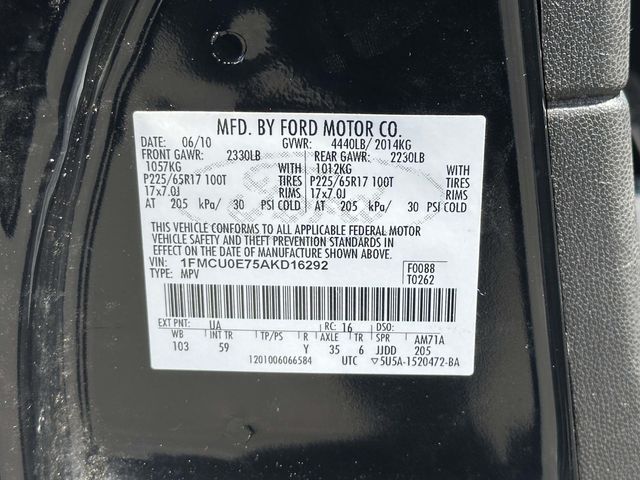 MFD. BY FORD MOTOR CO.
DATE: 06/10 GVWR: 4440LB/ 2014KG
FRONT GAWR: 2330LB REAR GAWR: 2230LB
1057KG WITH 1012KG WITH
P225/65R17 100T TIRES P225/65R17 100T TIRES
17x7.0J RIMS 17x7.0J RIMS
AT 205 kPa/ 30 PSI COLD AT 205 kPa/ 30 PSI COLD
THIS VEHICLE CONFORMS TO ALL APPLICABLE FEDERAL MOTOR
VEHICLE SAFETY AND BUMPER STANDARDS IN
EFFECT ON THE DATE OF MANUFACTURE SHOWN ABOVE.
VIN: 1FMCU0E75AKD16292 F0088
TYPE: MPV T0262
EXT PNT: UA RC: 16 DSO:
WB INT TR TP/PS R AXLE TR SPR AM71A
103 59 Y 35 6 JJDD 205
1201006066584 UTC ▽5U5A-1520472-BA